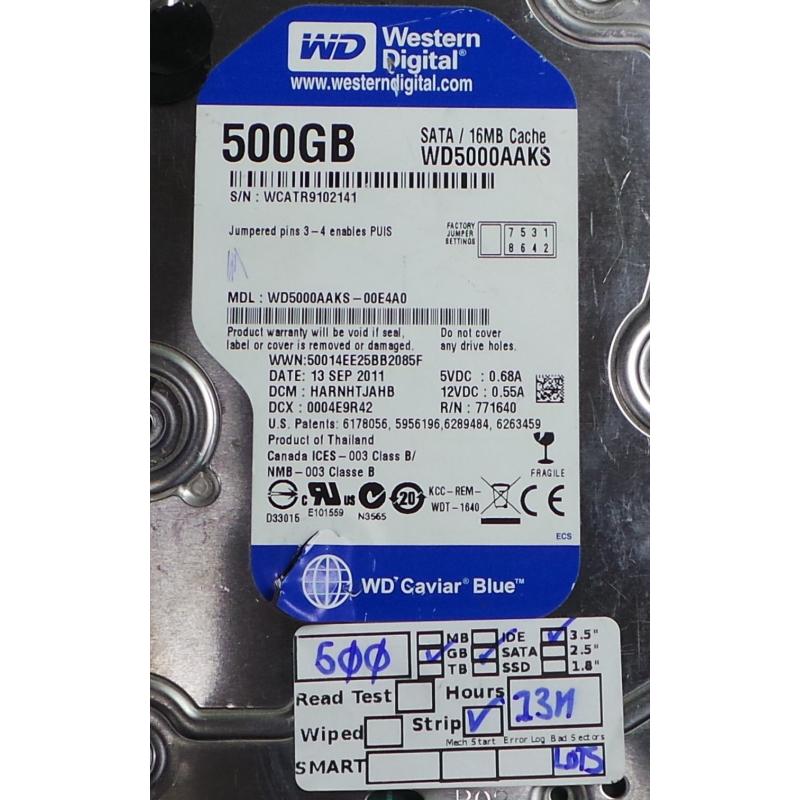 WD Western
Digital®
www.westerndigital.com
500GB
SATA / 16MB Cache
WD5000AAKS
S/N : WCATR9102141
Jumpered pins 3-4 enables PUIS
FACTORY
JUMPER
SETTINGS
7 5 3 1
8 6 4 2
MDL : WD5000AAKS-00E4A0
Product warranty will be void if seal,
label or cover is removed or damaged.
Do not cover
any drive holes.
WWN:50014EE25BB2085F
DATE: 13 SEP 2011
5VDC : 0.68A
DCM : HARNHTJAHB
12VDC : 0.55A
DCX : 0004E9R42
R/N : 771640
U.S. Patents: 6178056, 5956196,6289484, 6263459
Product of Thailand
Canada ICES-003 Class B/
NMB-003 Classe B
FRAGILE
D33015
c UL us
E101559
N3565
20
KCC-REM-
WDT-1640
CE
ECS
WD Caviar® Blue™
500
MB IDE 3.5"
GB SATA 2.5"
TB SSD 1.8"
Read Test Hours
Wiped Strip
Mech Start Error Log Bad Sectors
SMART LOTS